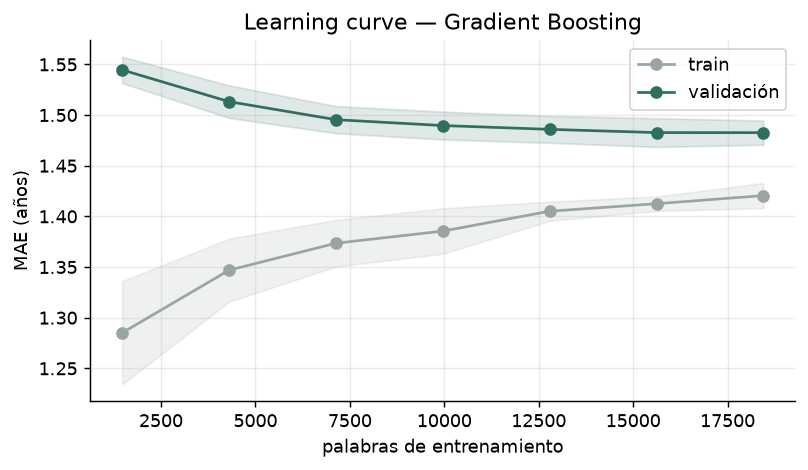 Learning curve — Gradient Boosting
train
validación
MAE (años)
1.55
1.50
1.45
1.40
1.35
1.30
1.25
2500 5000 7500 10000 12500 15000 17500
palabras de entrenamiento